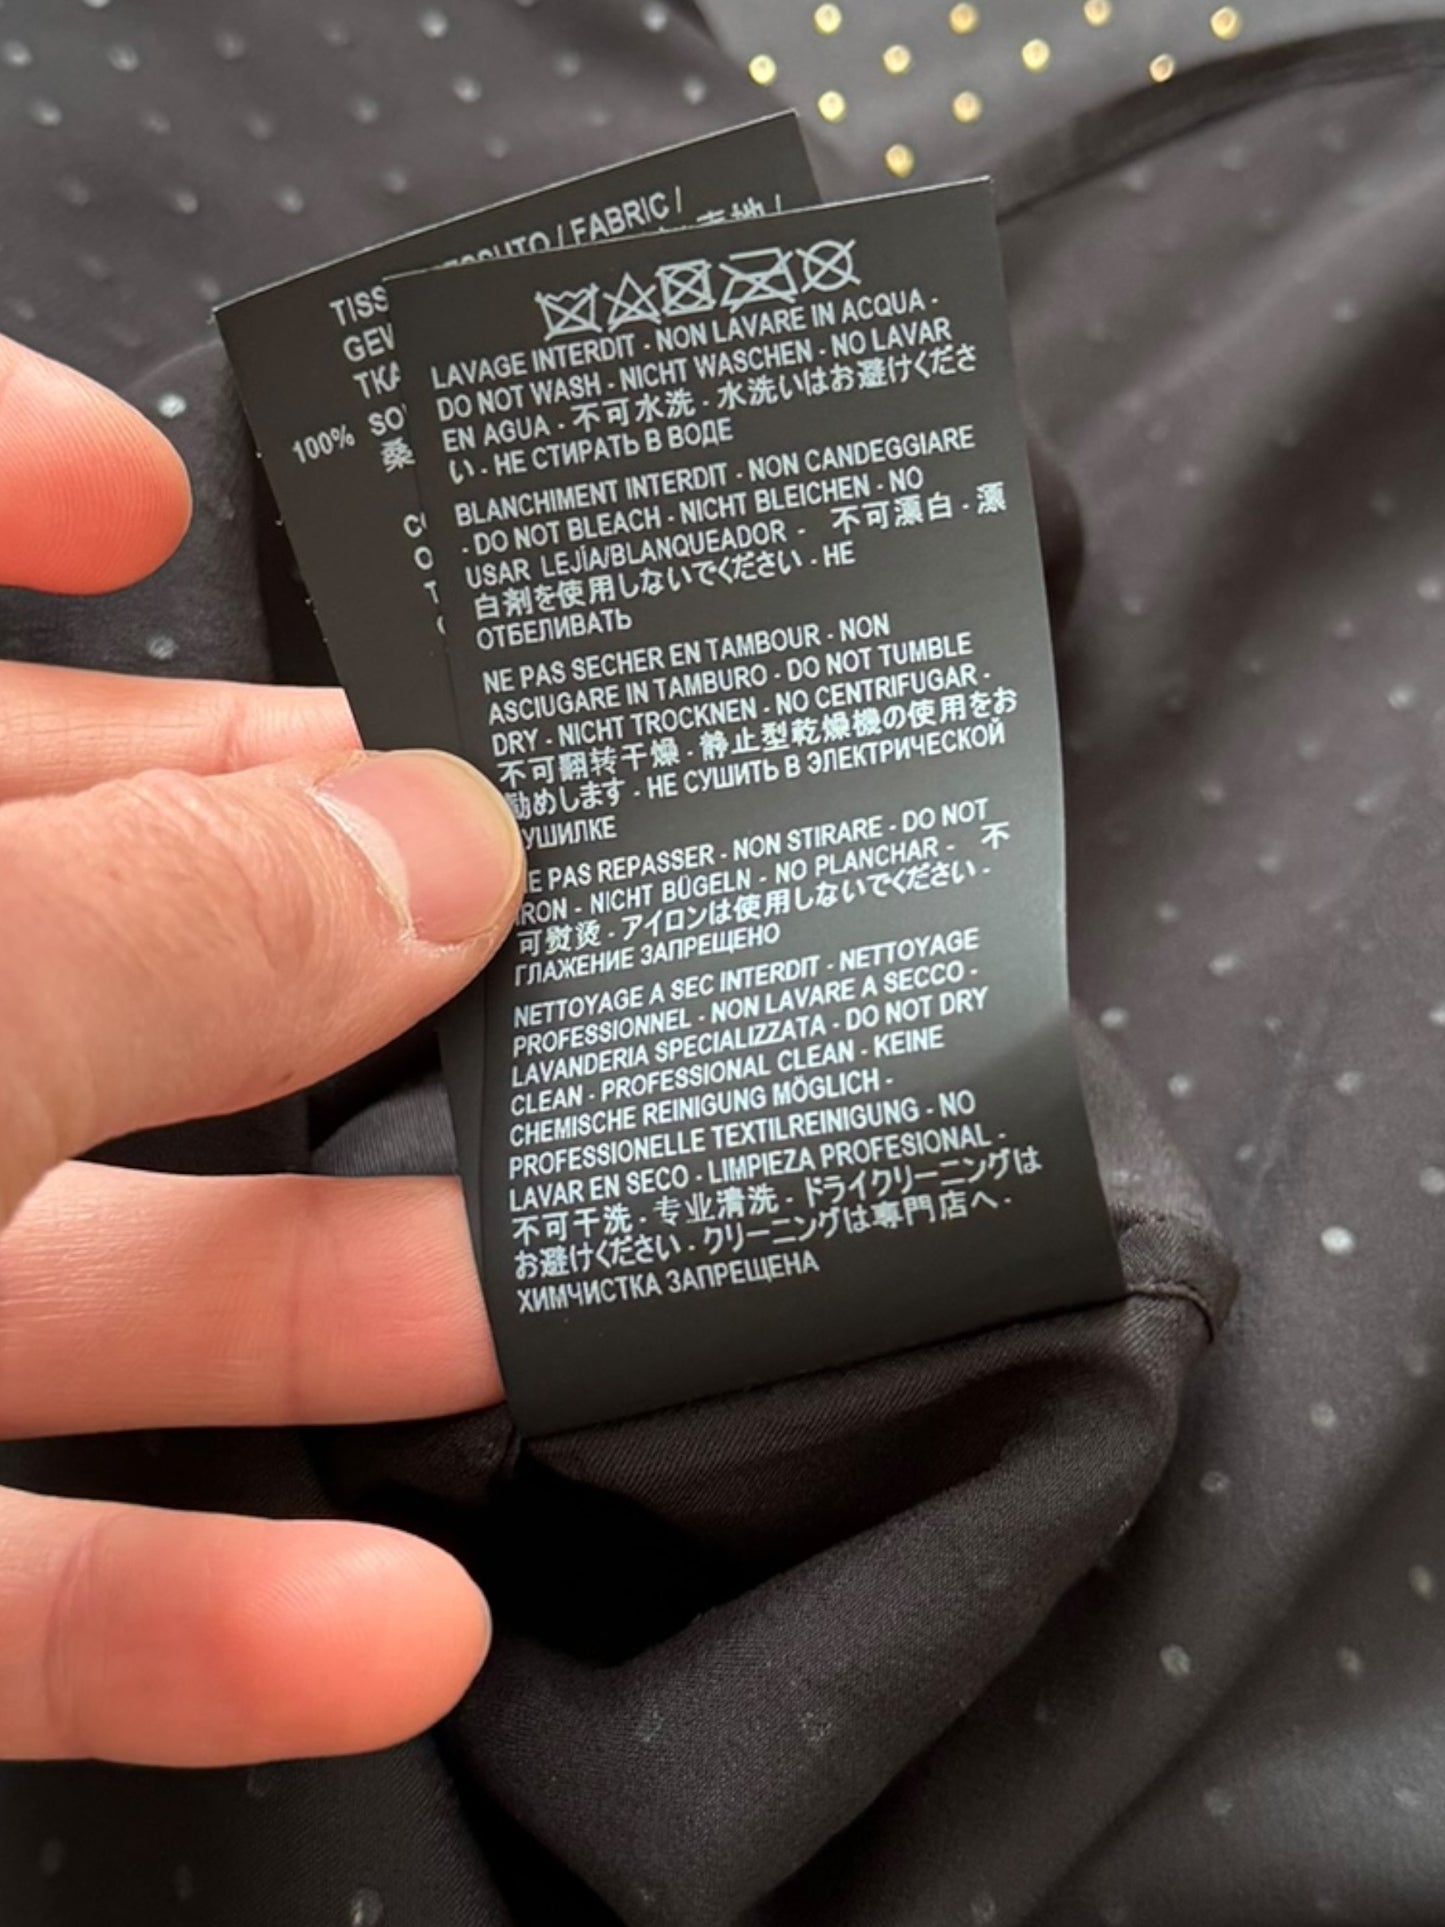 TISSUTO / FABRIC /
100%
桑
LAVAGE INTERDIT - NON LAVARE IN ACQUA -
DO NOT WASH - NICHT WASCHEN - NO LAVAR
EN AGUA - 不可水洗 - 水洗いはお避けくださ
い - НЕ СТИРАТЬ В ВОДЕ
BLANCHIMENT INTERDIT - NON CANDEGGIARE
- DO NOT BLEACH - NICHT BLEICHEN - NO
USAR LEJÍA/BLANQUEADOR - 不可漂白 - 漂
白剤を使用しないでください - НЕ
ОТБЕЛИВАТЬ
NE PAS SECHER EN TAMBOUR - NON
ASCIUGARE IN TAMBURO - DO NOT TUMBLE
DRY - NICHT TROCKNEN - NO CENTRIFUGAR -
不可翻转干燥 - 静止型乾燥機の使用をお
勧めします - НЕ СУШИТЬ В ЭЛЕКТРИЧЕСКОЙ
УШИЛКЕ
E PAS REPASSER - NON STIRARE - DO NOT
IRON - NICHT BÜGELN - NO PLANCHAR - 不
可熨烫 - アイロンは使用しないでください -
ГЛАЖЕНИЕ ЗАПРЕЩЕНО
NETTOYAGE A SEC INTERDIT - NETTOYAGE
PROFESSIONNEL - NON LAVARE A SECCO -
LAVANDERIA SPECIALIZZATA - DO NOT DRY
CLEAN - PROFESSIONAL CLEAN - KEINE
CHEMISCHE REINIGUNG MÖGLICH -
PROFESSIONELLE TEXTILREINIGUNG - NO
LAVAR EN SECO - LIMPIEZA PROFESIONAL -
不可干洗 - 专业清洗 - ドライクリーニングは
お避けください - クリーニングは専門店へ -
ХИМЧИСТКА ЗАПРЕЩЕНА